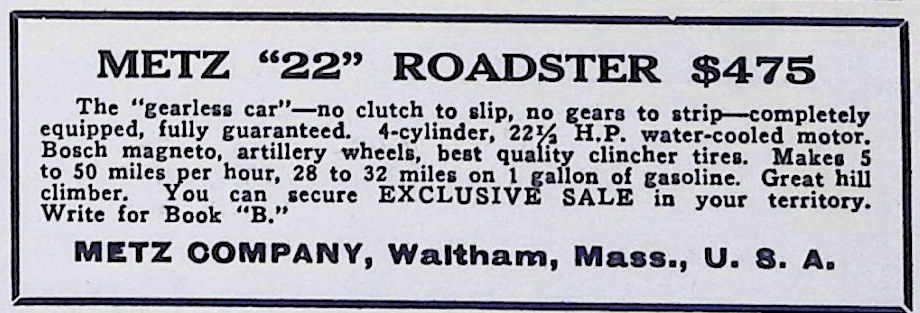 METZ “22” ROADSTER $475
The "gearless car"—no clutch to slip, no gears to strip—completely
equipped, fully guaranteed. 4-cylinder, 22½ H.P. water-cooled motor.
Bosch magneto, artillery wheels, best quality clincher tires. Makes 5
to 50 miles per hour, 28 to 32 miles on 1 gallon of gasoline. Great hill
climber. You can secure EXCLUSIVE SALE in your territory.
Write for Book “B.”
METZ COMPANY, Waltham, Mass., U. S. A.